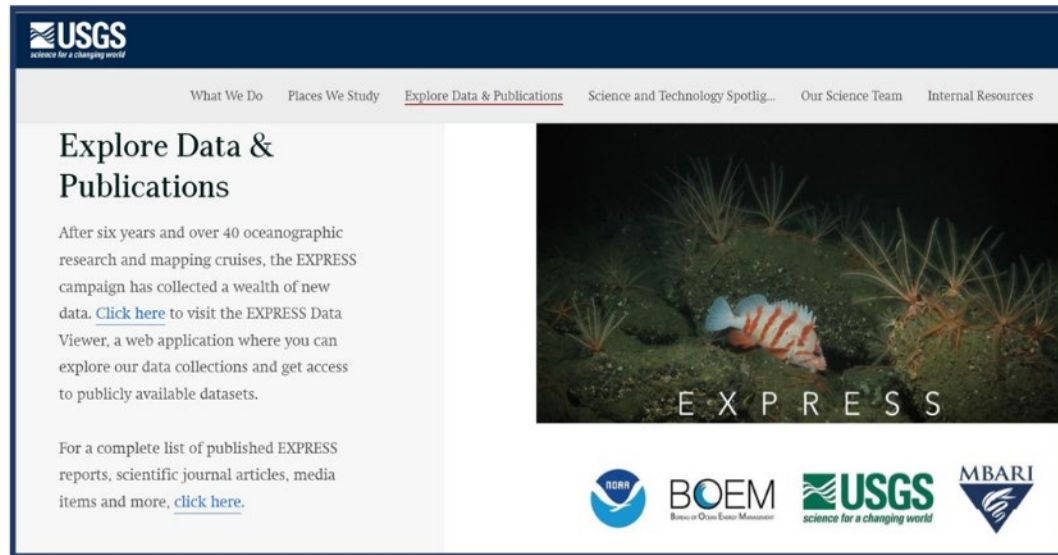 USGS
science for a changing world
What We Do Places We Study Explore Data & Publications Science and Technology Spotlig... Our Science Team Internal Resources
Explore Data &
Publications
After six years and over 40 oceanographic
research and mapping cruises, the EXPRESS
campaign has collected a wealth of new
data. Click here to visit the EXPRESS Data
Viewer, a web application where you can
explore our data collections and get access
to publicly available datasets.
For a complete list of published EXPRESS
reports, scientific journal articles, media
items and more, click here.
EXPRESS
NOAA
BOEM
Bureau of Ocean Energy Management
USGS
science for a changing world
MBARI